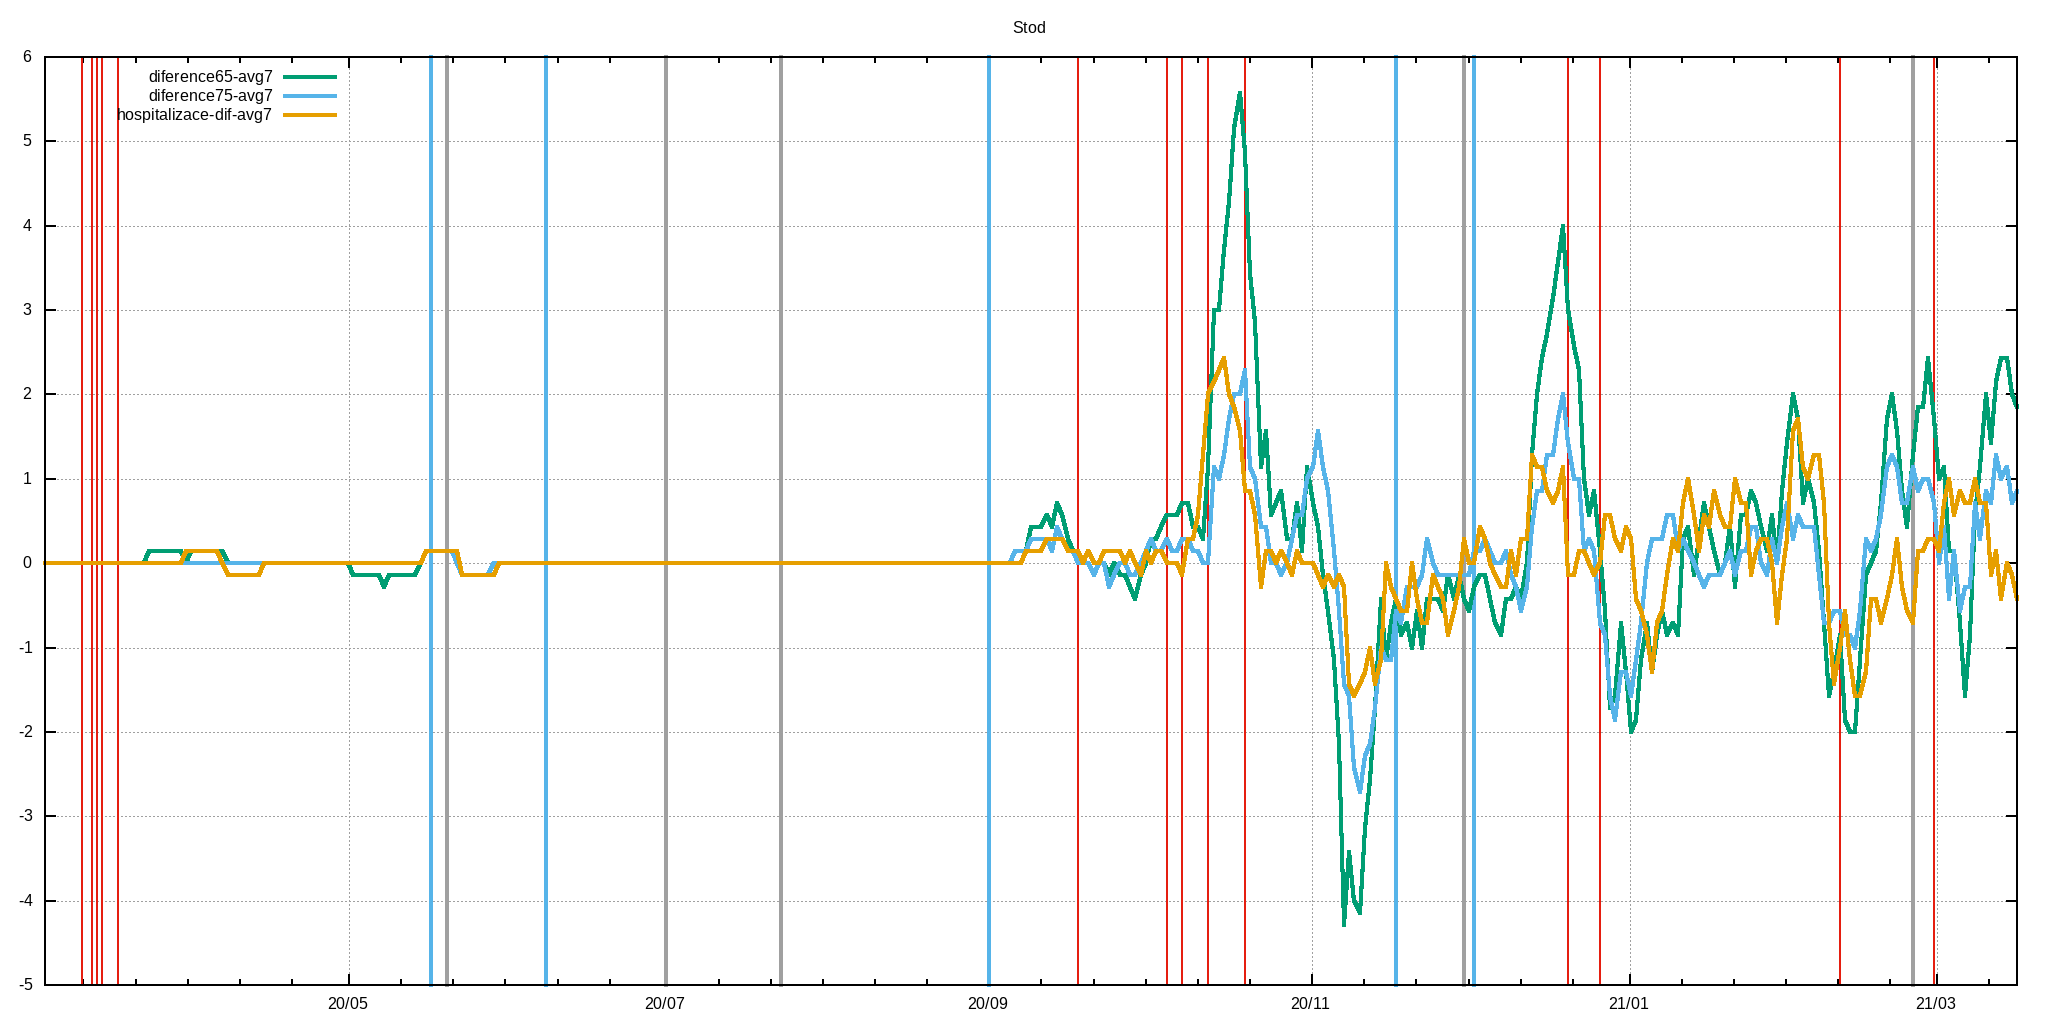 Stod
6
diference65-avg7
diference75-avg7
hospitalizace-dif-avg7
5
4
3
2
1
0
-1
-2
-3
-4
-5
20/05 20/07 20/09 20/11 21/01 21/03